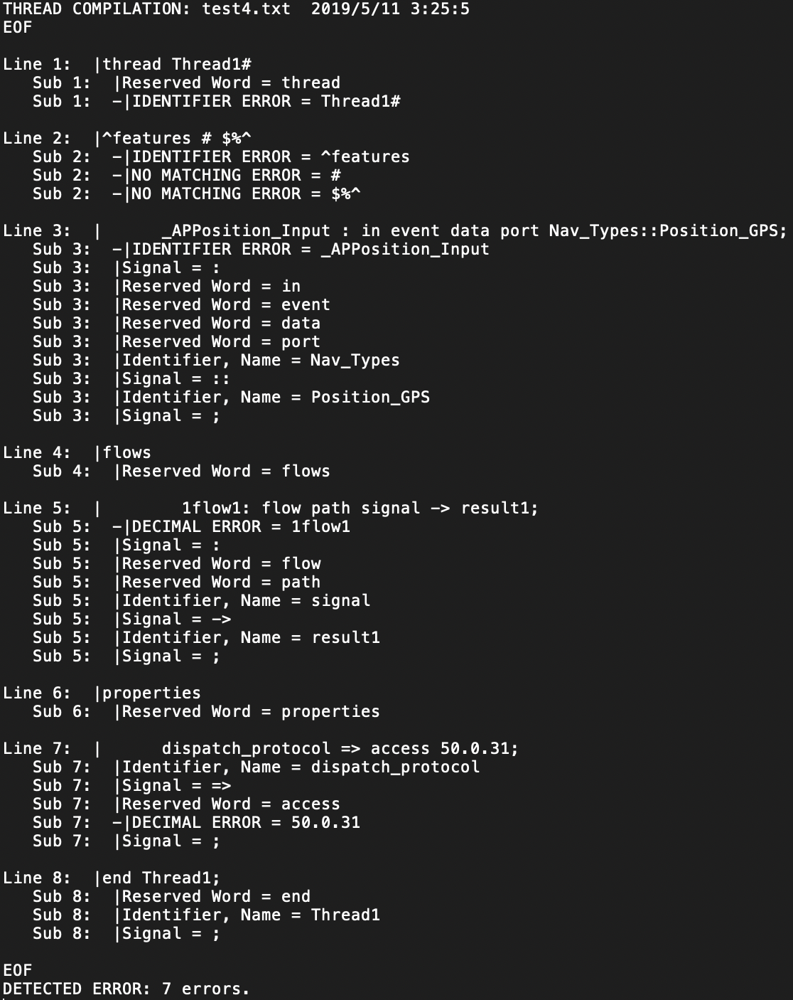 THREAD COMPILATION: test4.txt  2019/5/11 3:25:5
EOF

Line 1:  |thread Thread1#
   Sub 1:  |Reserved Word = thread
   Sub 1:  -|IDENTIFIER ERROR = Thread1#

Line 2:  |^features # $%^
   Sub 2:  -|IDENTIFIER ERROR = ^features
   Sub 2:  -|NO MATCHING ERROR = #
   Sub 2:  -|NO MATCHING ERROR = $%^

Line 3:  |      _APPosition_Input : in event data port Nav_Types::Position_GPS;
   Sub 3:  -|IDENTIFIER ERROR = _APPosition_Input
   Sub 3:  |Signal = :
   Sub 3:  |Reserved Word = in
   Sub 3:  |Reserved Word = event
   Sub 3:  |Reserved Word = data
   Sub 3:  |Reserved Word = port
   Sub 3:  |Identifier, Name = Nav_Types
   Sub 3:  |Signal = ::
   Sub 3:  |Identifier, Name = Position_GPS
   Sub 3:  |Signal = ;

Line 4:  |flows
   Sub 4:  |Reserved Word = flows

Line 5:  |        1flow1: flow path signal -> result1;
   Sub 5:  -|DECIMAL ERROR = 1flow1
   Sub 5:  |Signal = :
   Sub 5:  |Reserved Word = flow
   Sub 5:  |Reserved Word = path
   Sub 5:  |Identifier, Name = signal
   Sub 5:  |Signal = ->
   Sub 5:  |Identifier, Name = result1
   Sub 5:  |Signal = ;

Line 6:  |properties
   Sub 6:  |Reserved Word = properties

Line 7:  |      dispatch_protocol => access 50.0.31;
   Sub 7:  |Identifier, Name = dispatch_protocol
   Sub 7:  |Signal = =>
   Sub 7:  |Reserved Word = access
   Sub 7:  -|DECIMAL ERROR = 50.0.31
   Sub 7:  |Signal = ;

Line 8:  |end Thread1;
   Sub 8:  |Reserved Word = end
   Sub 8:  |Identifier, Name = Thread1
   Sub 8:  |Signal = ;

EOF
DETECTED ERROR: 7 errors.